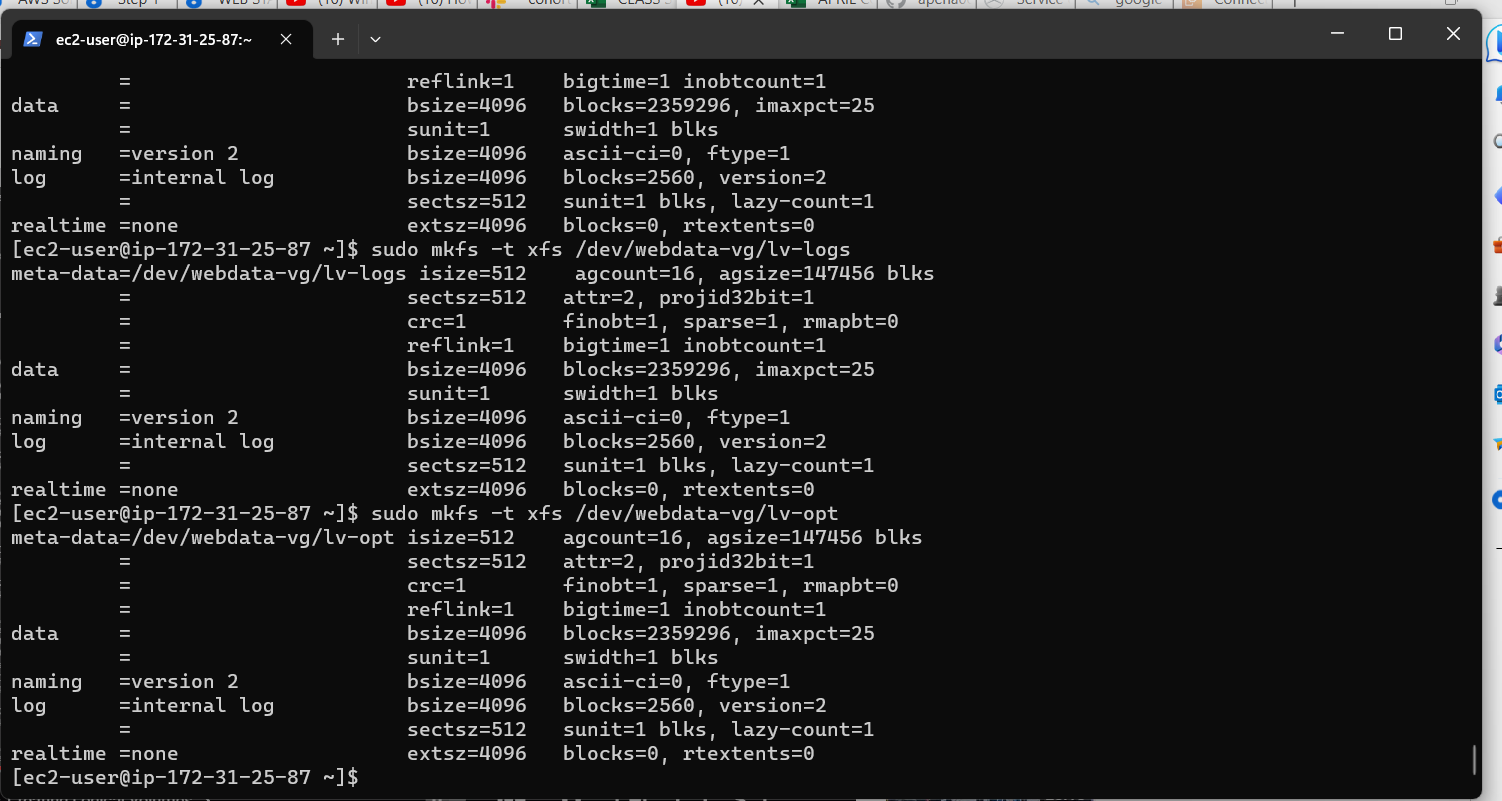 ec2-user@ip-172-31-25-87:~
= reflink=1 bigtime=1 inobtcount=1
data = bsize=4096 blocks=2359296, imaxpct=25
= sunit=1 swidth=1 blks
naming =version 2 bsize=4096 ascii-ci=0, ftype=1
log =internal log bsize=4096 blocks=2560, version=2
= sectsz=512 sunit=1 blks, lazy-count=1
realtime =none extsz=4096 blocks=0, rtextents=0
[ec2-user@ip-172-31-25-87 ~]$ sudo mkfs -t xfs /dev/webdata-vg/lv-logs
meta-data=/dev/webdata-vg/lv-logs isize=512 agcount=16, agsize=147456 blks
= sectsz=512 attr=2, projid32bit=1
= crc=1 finobt=1, sparse=1, rmapbt=0
= reflink=1 bigtime=1 inobtcount=1
data = bsize=4096 blocks=2359296, imaxpct=25
= sunit=1 swidth=1 blks
naming =version 2 bsize=4096 ascii-ci=0, ftype=1
log =internal log bsize=4096 blocks=2560, version=2
= sectsz=512 sunit=1 blks, lazy-count=1
realtime =none extsz=4096 blocks=0, rtextents=0
[ec2-user@ip-172-31-25-87 ~]$ sudo mkfs -t xfs /dev/webdata-vg/lv-opt
meta-data=/dev/webdata-vg/lv-opt isize=512 agcount=16, agsize=147456 blks
= sectsz=512 attr=2, projid32bit=1
= crc=1 finobt=1, sparse=1, rmapbt=0
= reflink=1 bigtime=1 inobtcount=1
data = bsize=4096 blocks=2359296, imaxpct=25
= sunit=1 swidth=1 blks
naming =version 2 bsize=4096 ascii-ci=0, ftype=1
log =internal log bsize=4096 blocks=2560, version=2
= sectsz=512 sunit=1 blks, lazy-count=1
realtime =none extsz=4096 blocks=0, rtextents=0
[ec2-user@ip-172-31-25-87 ~]$